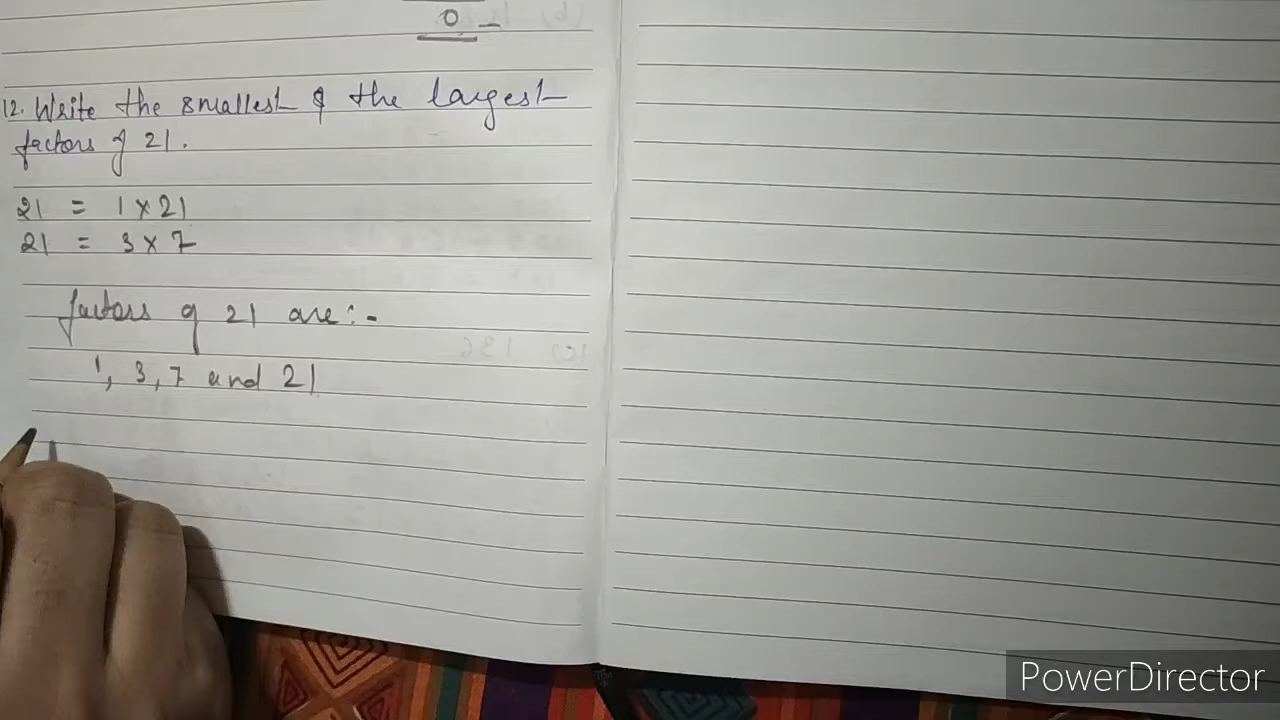 0
12. Write the smallest & the largest
factors of 21.
21 = 1 x 21
21 = 3 x 7
factors of 21 are:-
1, 3, 7 and 21
PowerDirector